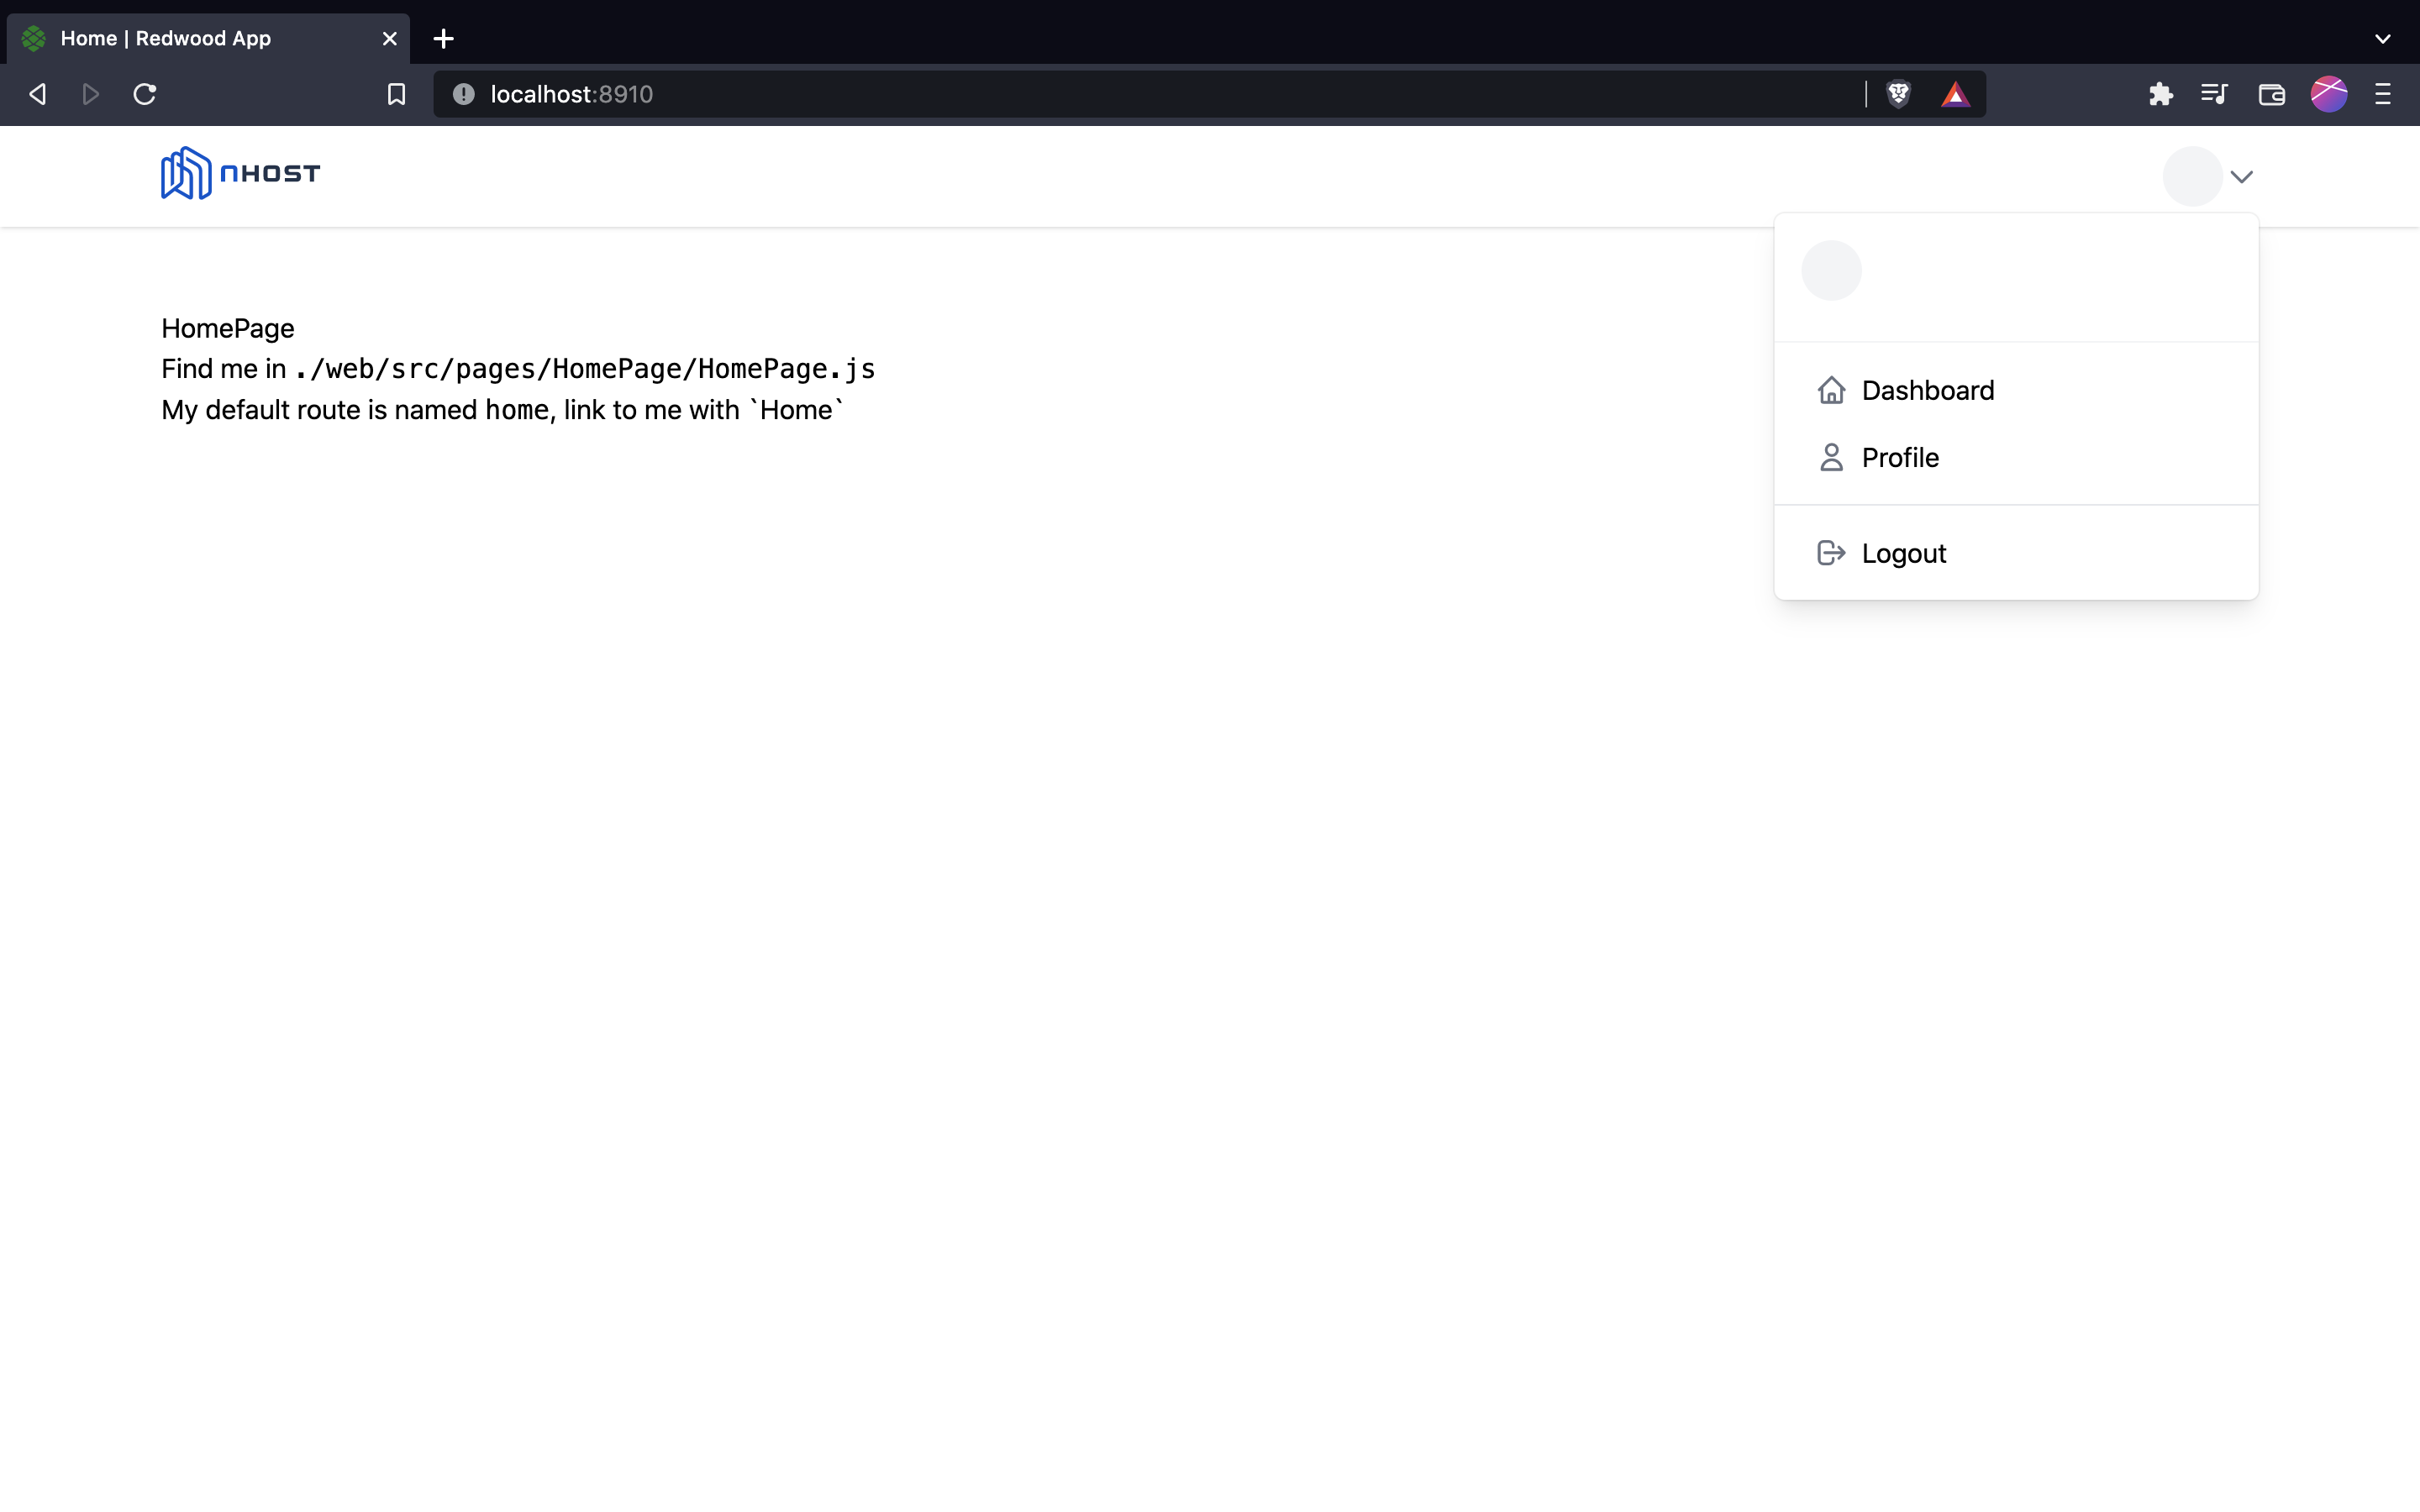 Home | Redwood App
localhost:8910
nHOST
HomePage
Find me in ./web/src/pages/HomePage/HomePage.js
My default route is named home, link to me with `Home`
Dashboard
Profile
Logout